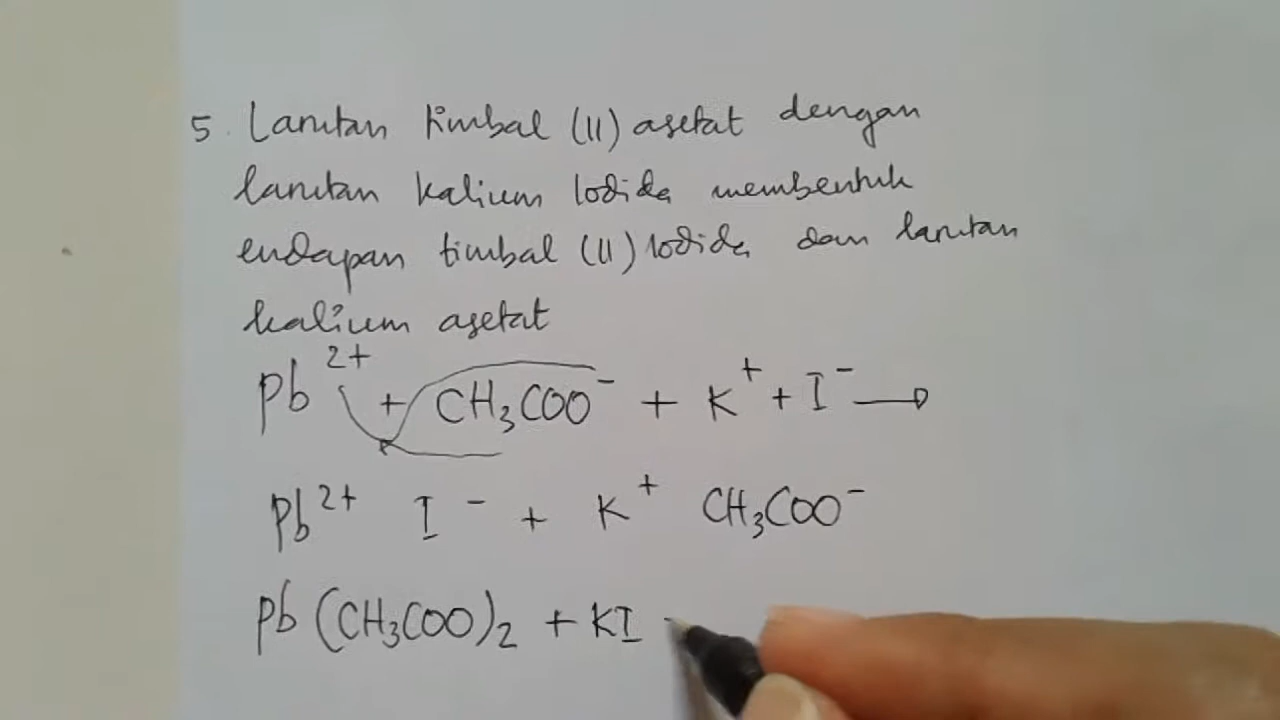 5. Larutan timbal (II) asetat dengan
larutan kalium Iodida membentuk
endapan timbal (II) Iodida dan larutan
kalium asetat
Pb²⁺ + CH₃COO⁻ + K⁺ + I⁻ →
Pb²⁺ I⁻ + K⁺ CH₃COO⁻
Pb(CH₃COO)₂ + KI